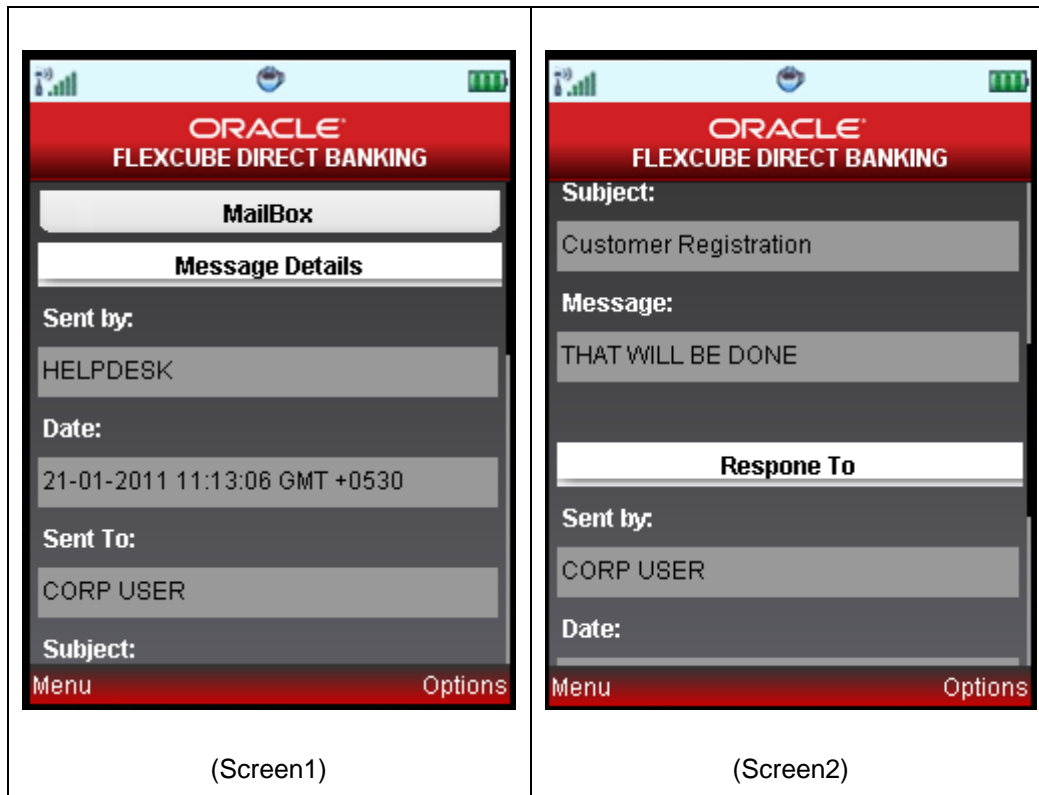 ORACLE
FLEXCUBE DIRECT BANKING
MailBox
Message Details
Sent by:
HELPDESK
Date:
21-01-2011 11:13:06 GMT +0530
Sent To:
CORP USER
Subject:
Menu Options
(Screen1)
ORACLE
FLEXCUBE DIRECT BANKING
Subject:
Customer Registration
Message:
THAT WILL BE DONE
Respone To
Sent by:
CORP USER
Date:
Menu Options
(Screen2)